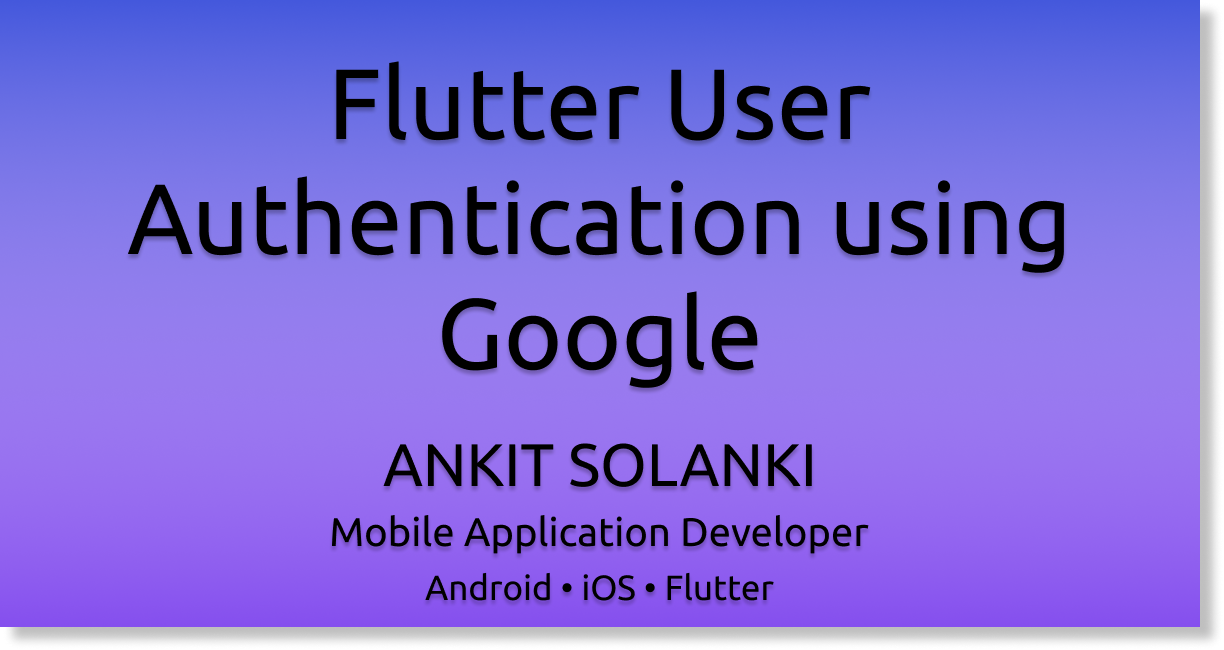 Flutter User
Authentication using
Google
ANKIT SOLANKI
Mobile Application Developer
Android • iOS • Flutter